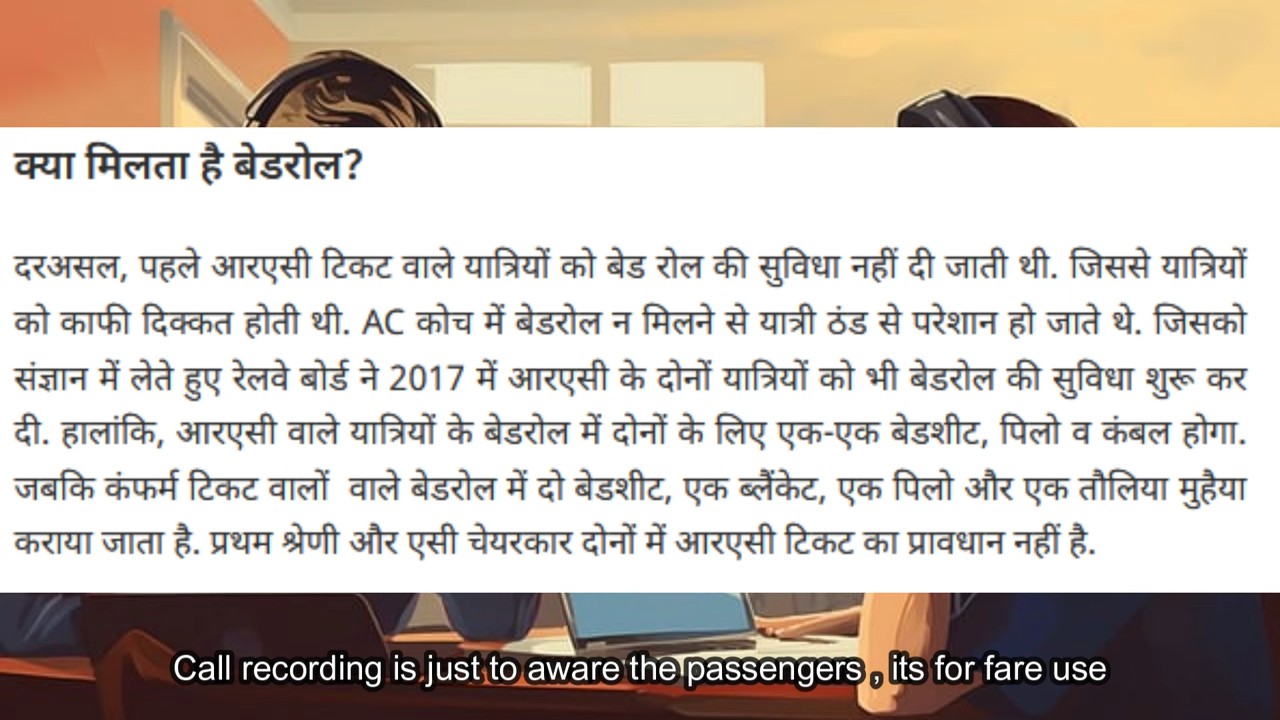 क्या मिलता है बेडरोल?
दरअसल, पहले आरएसी टिकट वाले यात्रियों को बेड रोल की सुविधा नहीं दी जाती थी. जिससे यात्रियों
को काफी दिक्कत होती थी. AC कोच में बेडरोल न मिलने से यात्री ठंड से परेशान हो जाते थे. जिसको
संज्ञान में लेते हुए रेलवे बोर्ड ने 2017 में आरएसी के दोनों यात्रियों को भी बेडरोल की सुविधा शुरू कर
दी. हालांकि, आरएसी वाले यात्रियों के बेडरोल में दोनों के लिए एक-एक बेडशीट, पिलो व कंबल होगा.
जबकि कंफर्म टिकट वालों  वाले बेडरोल में दो बेडशीट, एक ब्लैंकेट, एक पिलो और एक तौलिया मुहैया
कराया जाता है. प्रथम श्रेणी और एसी चेयरकार दोनों में आरएसी टिकट का प्रावधान नहीं है.
Call recording is just to aware the passengers , its for fare use